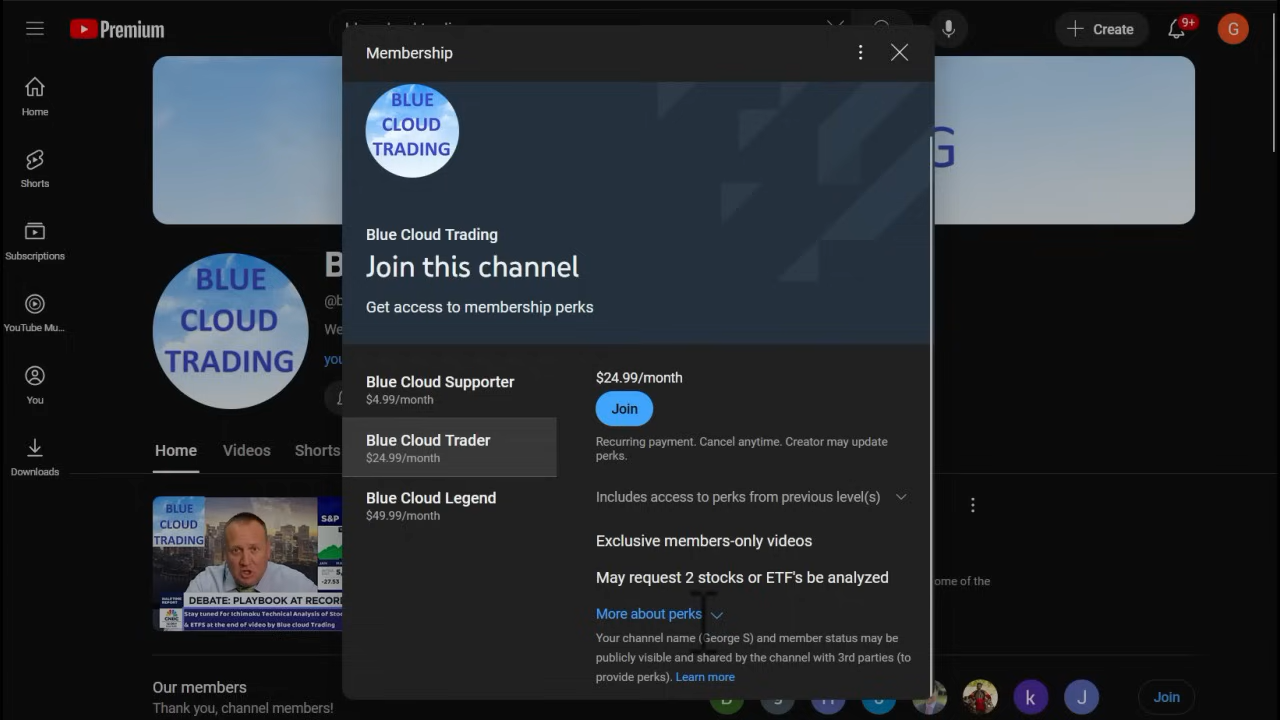 Premium
Create
9+
G
Home
Shorts
Subscriptions
YouTube Mu...
You
Downloads
Membership
BLUE
CLOUD
TRADING
Blue Cloud Trading
Join this channel
Get access to membership perks
Blue Cloud Supporter
$4.99/month
Blue Cloud Trader
$24.99/month
Blue Cloud Legend
$49.99/month
$24.99/month
Join
Recurring payment. Cancel anytime. Creator may update
perks.
Includes access to perks from previous level(s)
Exclusive members-only videos
May request 2 stocks or ETF's be analyzed
More about perks
Your channel name (George S) and member status may be
publicly visible and shared by the channel with 3rd parties (to
provide perks). Learn more
G
BLUE
CLOUD
TRADING
B
@b
We
you
Home
Videos
Shorts
BLUE
CLOUD
TRADING
S&P
-27.53
DEBATE: PLAYBOOK AT RECOR
Stay tuned for Ichimoku Technical Analysis of Sto
& ETFS at the end of video by Blue cloud Trading
ome of the
Our members
Thank you, channel members!
k
J
Join